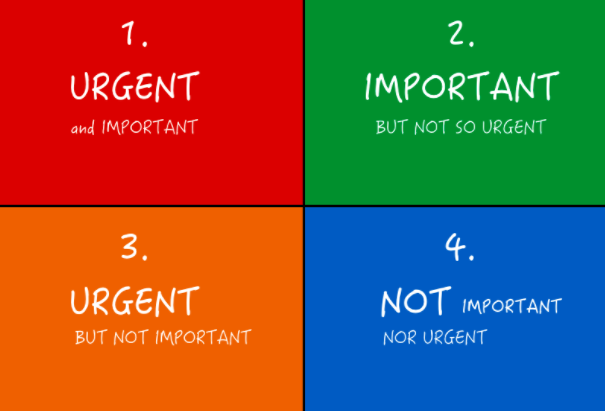 1.
URGENT
and IMPORTANT
2.
IMPORTANT
BUT NOT SO URGENT
3.
URGENT
BUT NOT IMPORTANT
4.
NOT IMPORTANT
NOR URGENT